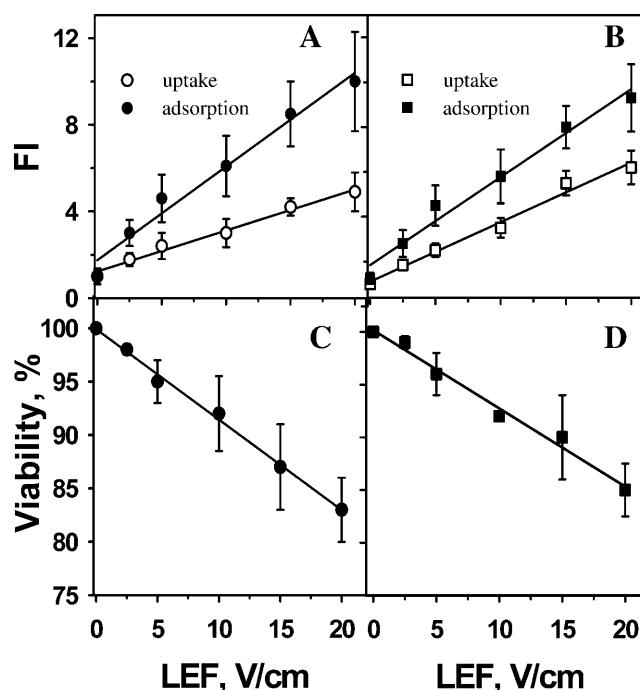 A
B
uptake
adsorption
uptake
adsorption
FI
12
8
4
0
C
D
Viability, %
100
95
90
85
80
75
0 5 10 15 20
0 5 10 15 20
LEF, V/cm
LEF, V/cm